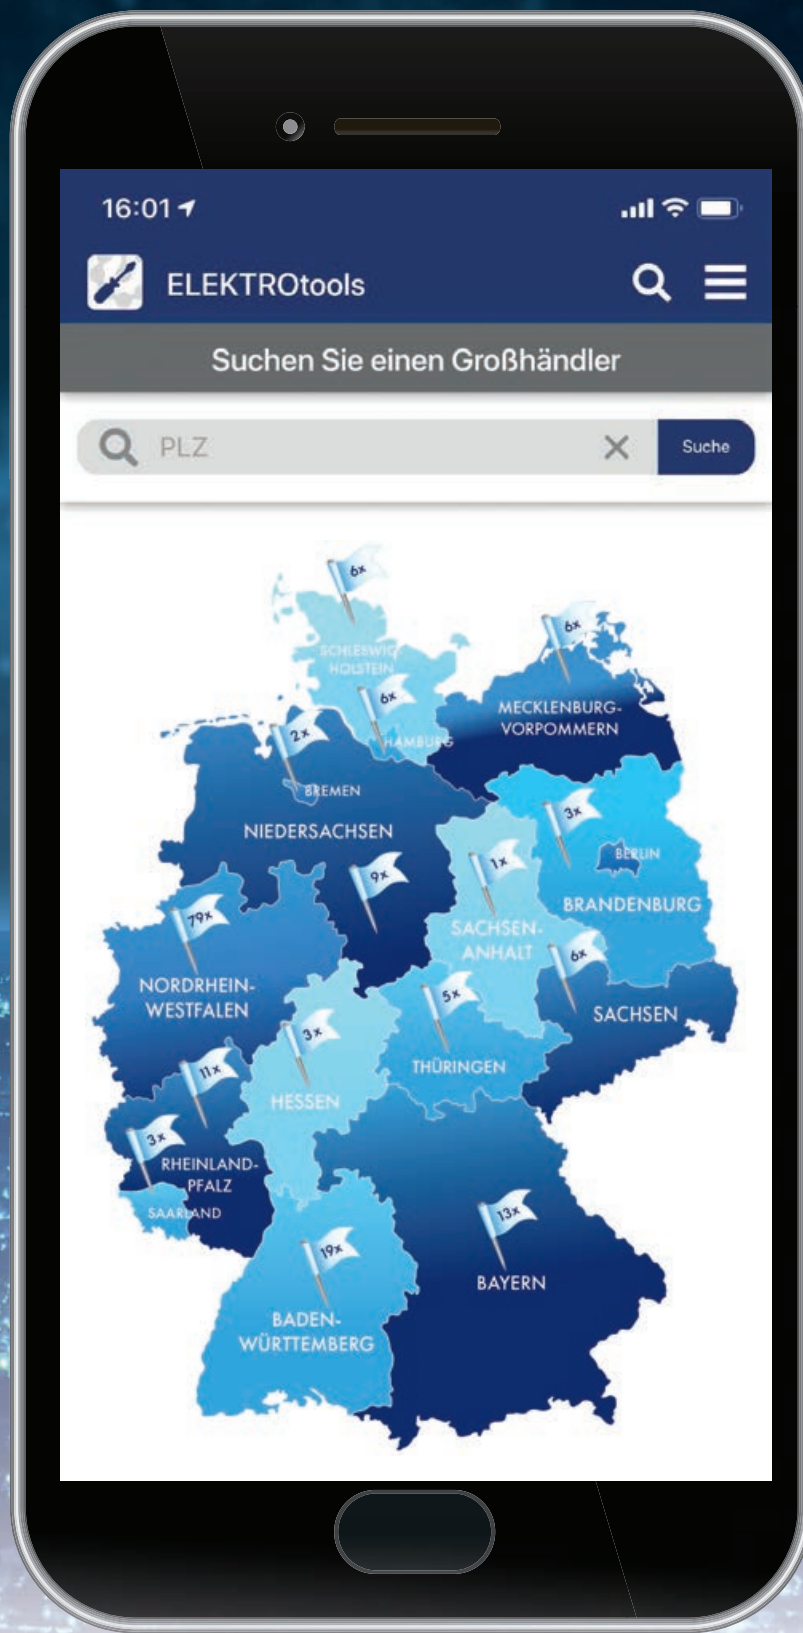 16:01
ELEKTROtools
Suchen Sie einen Großhändler
PLZ
Suche
6x
SCHLESWIG-
HOLSTEIN
6x
MECKLENBURG-
VORPOMMERN
6x
HAMBURG
2x
BREMEN
NIEDERSACHSEN
9x
3x
BERLIN
BRANDENBURG
1x
SACHSEN-
ANHALT
79x
NORDRHEIN-
WESTFALEN
6x
SACHSEN
5x
THÜRINGEN
3x
HESSEN
11x
RHEINLAND-
PFALZ
3x
SAARLAND
19x
BADEN-
WÜRTTEMBERG
13x
BAYERN